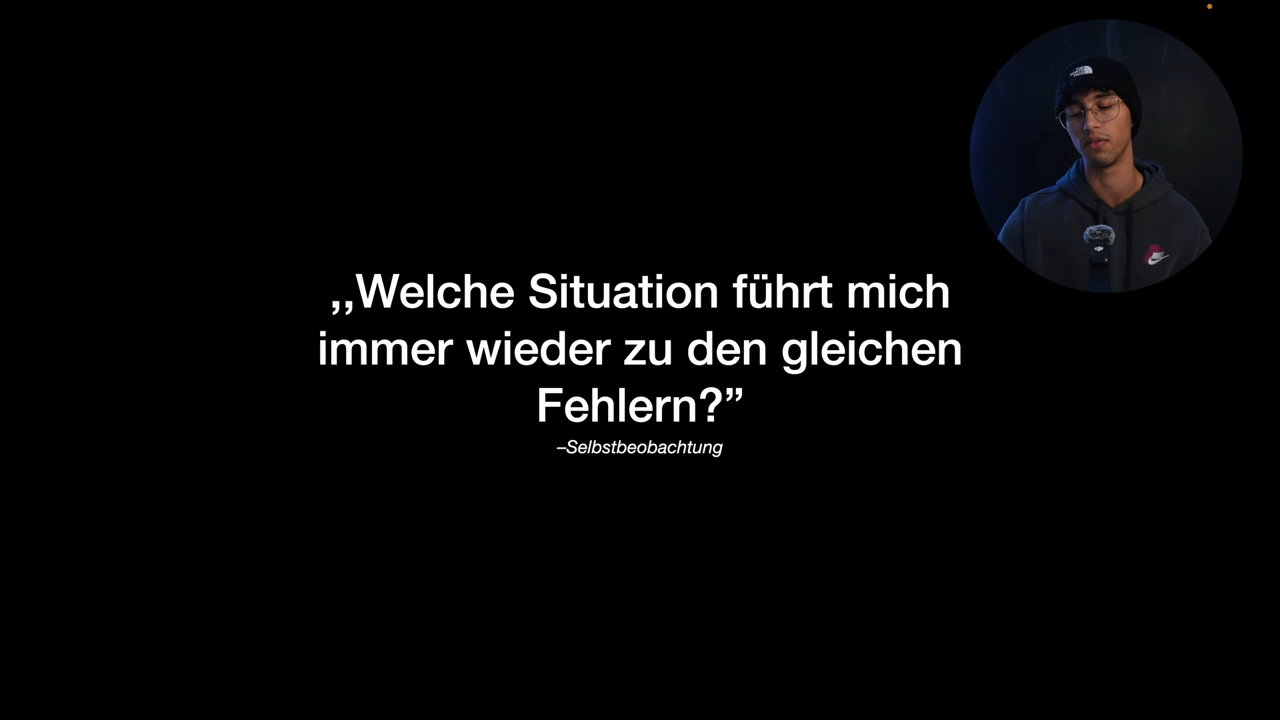 ,,Welche Situation führt mich
immer wieder zu den gleichen
Fehlern?”
–Selbstbeobachtung